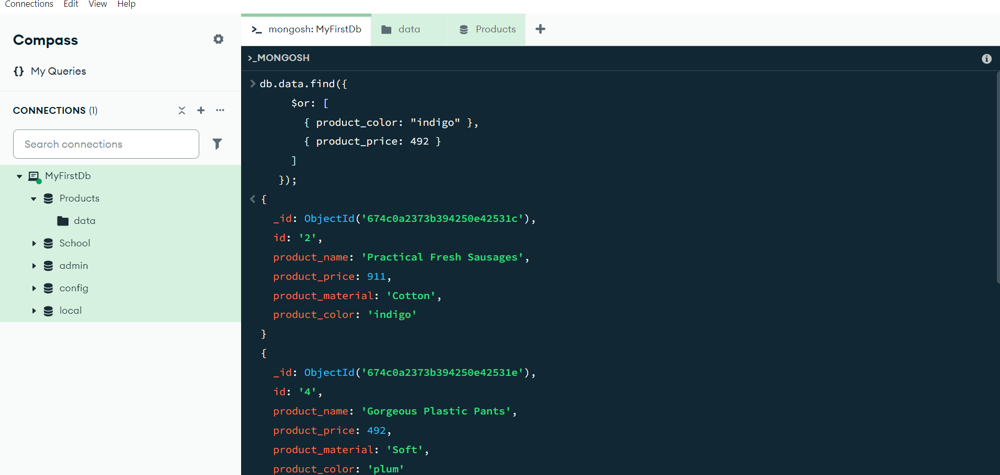 Connections Edit View Help
Compass
{} My Queries
CONNECTIONS (1)
Search connections
MyFirstDb
Products
data
School
admin
config
local
>_ mongosh: MyFirstDb data Products +
>_MONGOSH
> db.data.find({
$or: [
{ product_color: "indigo" },
{ product_price: 492 }
]
});
< {
_id: ObjectId('674c0a2373b394250e42531c'),
id: '2',
product_name: 'Practical Fresh Sausages',
product_price: 911,
product_material: 'Cotton',
product_color: 'indigo'
}
{
_id: ObjectId('674c0a2373b394250e42531e'),
id: '4',
product_name: 'Gorgeous Plastic Pants',
product_price: 492,
product_material: 'Soft',
product_color: 'plum'